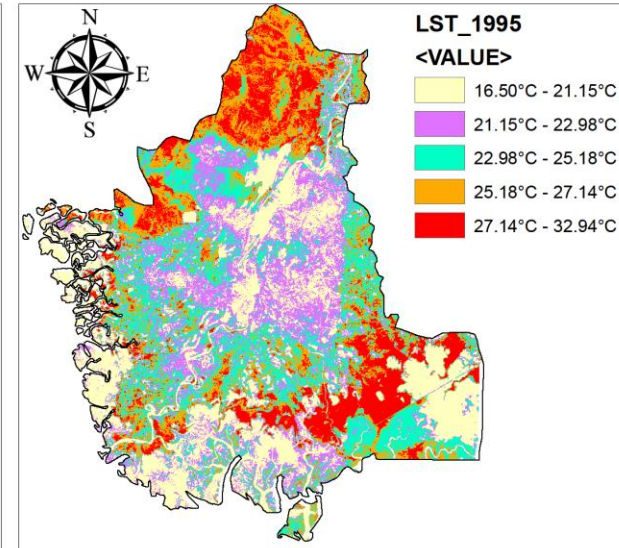 N
W E
S
LST_1995
<VALUE>
16.50°C - 21.15°C
21.15°C - 22.98°C
22.98°C - 25.18°C
25.18°C - 27.14°C
27.14°C - 32.94°C